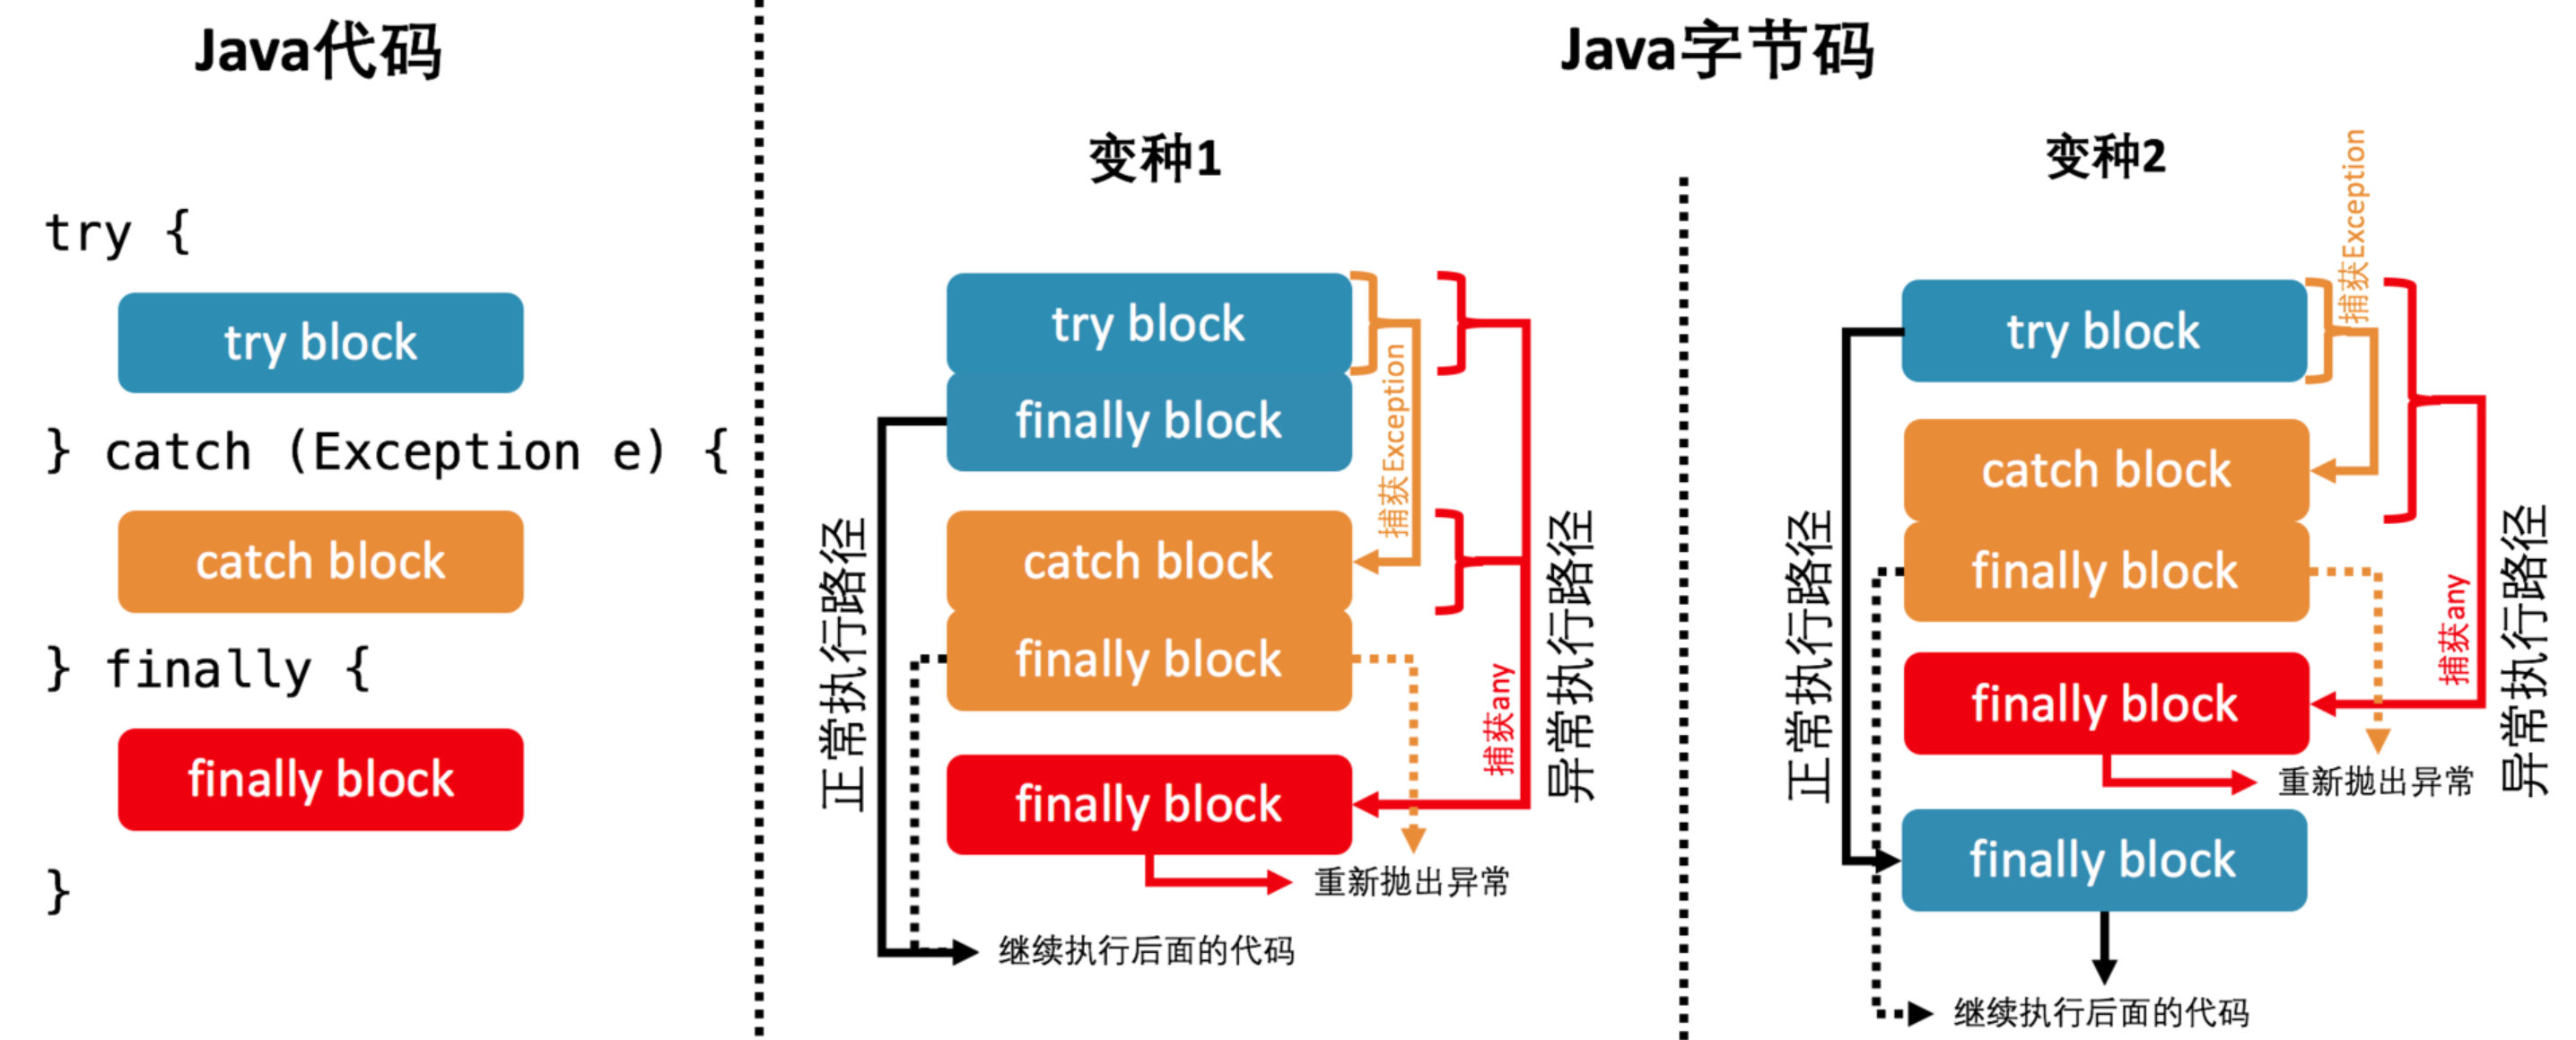 Java代码
try {
try block
} catch (Exception e) {
catch block
} finally {
finally block
}
Java字节码
变种1
try block
finally block
catch block
finally block
finally block
捕获Exception
捕获any
正常执行路径
异常执行路径
重新抛出异常
继续执行后面的代码
变种2
捕获Exception
try block
catch block
finally block
finally block
finally block
捕获any
正常执行路径
异常执行路径
重新抛出异常
继续执行后面的代码